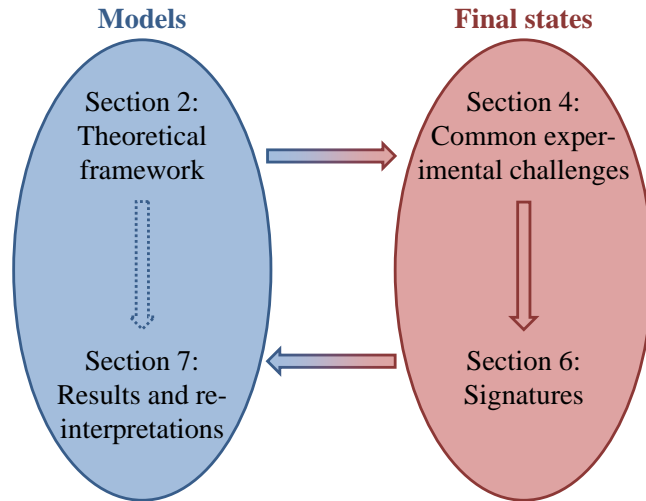 Models
Final states
Section 2:
Theoretical
framework
Section 4:
Common exper-
imental challenges
Section 7:
Results and re-
interpretations
Section 6:
Signatures